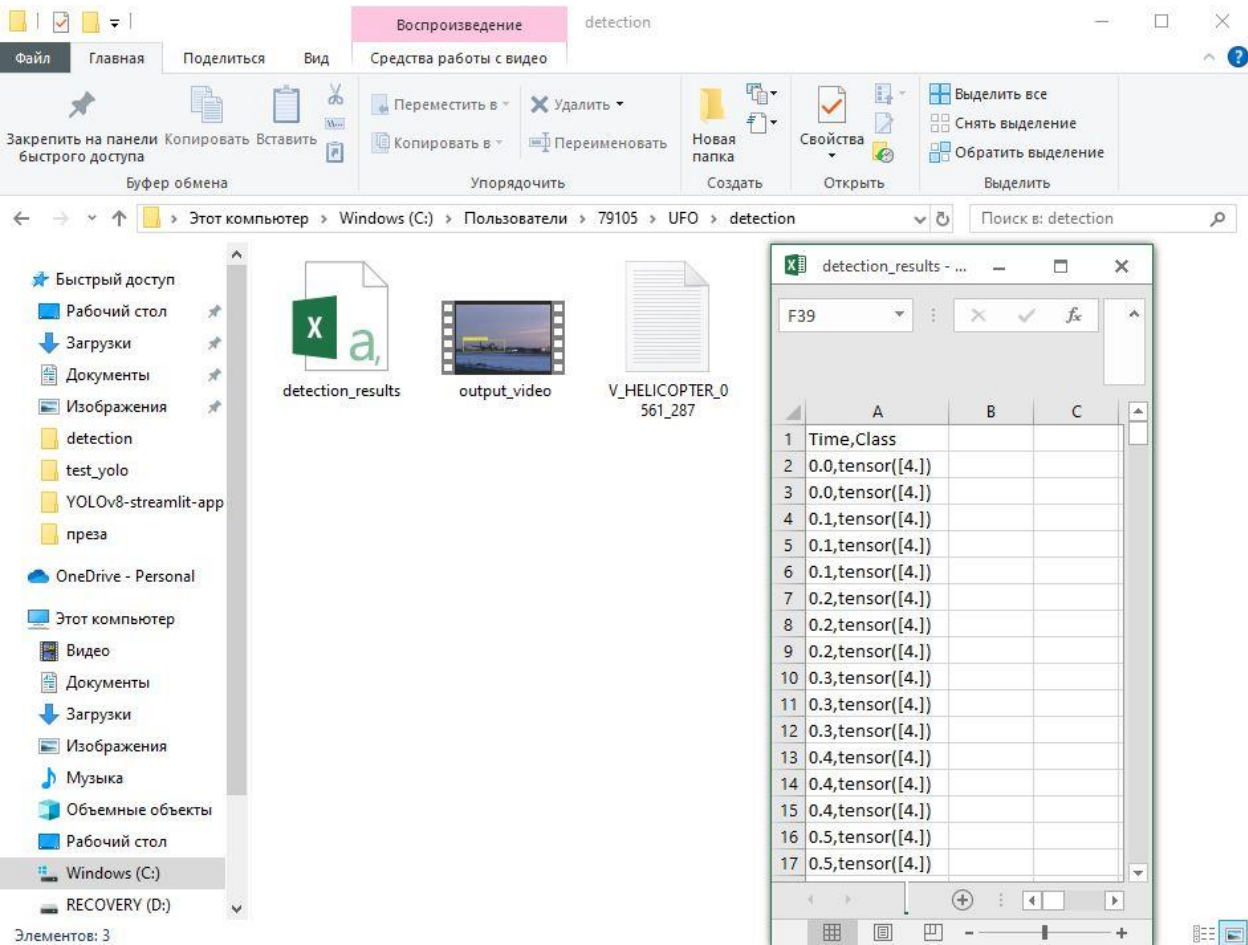 Воспроизведение
detection
Файл
Главная
Поделиться
Вид
Средства работы с видео
Закрепить на панели быстрого доступа
Копировать
Вставить
Переместить в
Копировать в
Удалить
Переименовать
Новая папка
Свойства
Выделить все
Снять выделение
Обратить выделение
Буфер обмена
Упорядочить
Создать
Открыть
Выделить
Этот компьютер > Windows (C:) > Пользователи > 79105 > UFO > detection
Поиск в: detection
Быстрый доступ
Рабочий стол
Загрузки
Документы
Изображения
detection
test_yolo
YOLOv8-streamlit-app
преза
OneDrive - Personal
Этот компьютер
Видео
Документы
Загрузки
Изображения
Музыка
Объемные объекты
Рабочий стол
Windows (C:)
RECOVERY (D:)
Элементов: 3
X a,
detection_results
output_video
V_HELICOPTER_0
561_287
detection_results - ...
F39
fx
A B C
1 Time,Class
2 0.0,tensor([4.])
3 0.0,tensor([4.])
4 0.1,tensor([4.])
5 0.1,tensor([4.])
6 0.1,tensor([4.])
7 0.2,tensor([4.])
8 0.2,tensor([4.])
9 0.2,tensor([4.])
10 0.3,tensor([4.])
11 0.3,tensor([4.])
12 0.3,tensor([4.])
13 0.4,tensor([4.])
14 0.4,tensor([4.])
15 0.4,tensor([4.])
16 0.5,tensor([4.])
17 0.5,tensor([4.])